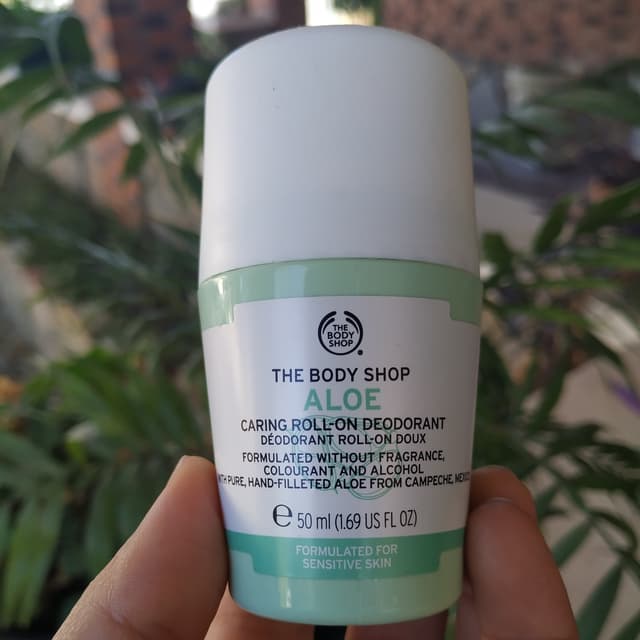 THE
BODY
SHOP
THE BODY SHOP
ALOE
CARING ROLL-ON DEODORANT
DÉODORANT ROLL-ON DOUX
FORMULATED WITHOUT FRAGRANCE,
COLOURANT AND ALCOHOL
PURE, HAND-FILLETED ALOE FROM CAMPECHE, MEXICO
℮ 50 ml (1.69 US FL OZ)
FORMULATED FOR
SENSITIVE SKIN